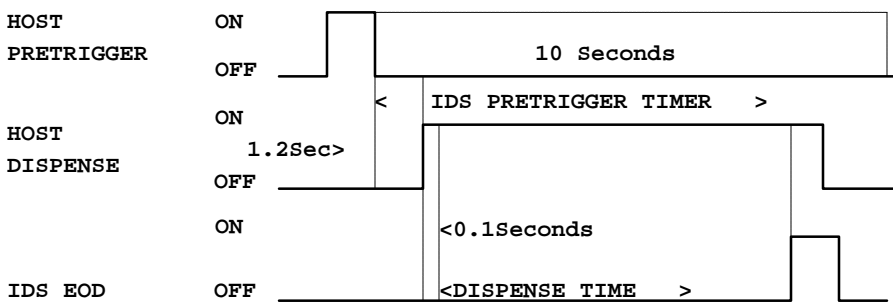 HOST ON
PRETRIGGER 10 Seconds
OFF
< IDS PRETRIGGER TIMER >
ON
HOST
1.2Sec>
DISPENSE
OFF
ON <0.1Seconds
IDS EOD OFF <DISPENSE TIME >